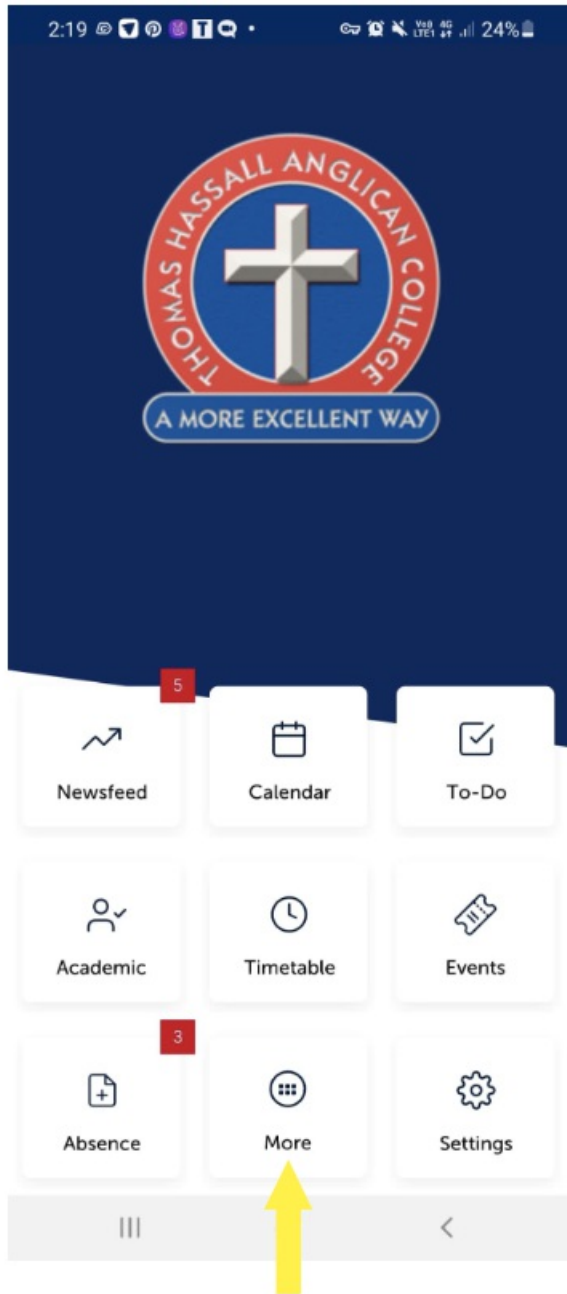 2:19
24%
THOMAS HASSALL ANGLICAN COLLEGE
A MORE EXCELLENT WAY
5
Newsfeed
Calendar
To-Do
Academic
Timetable
Events
3
Absence
More
Settings